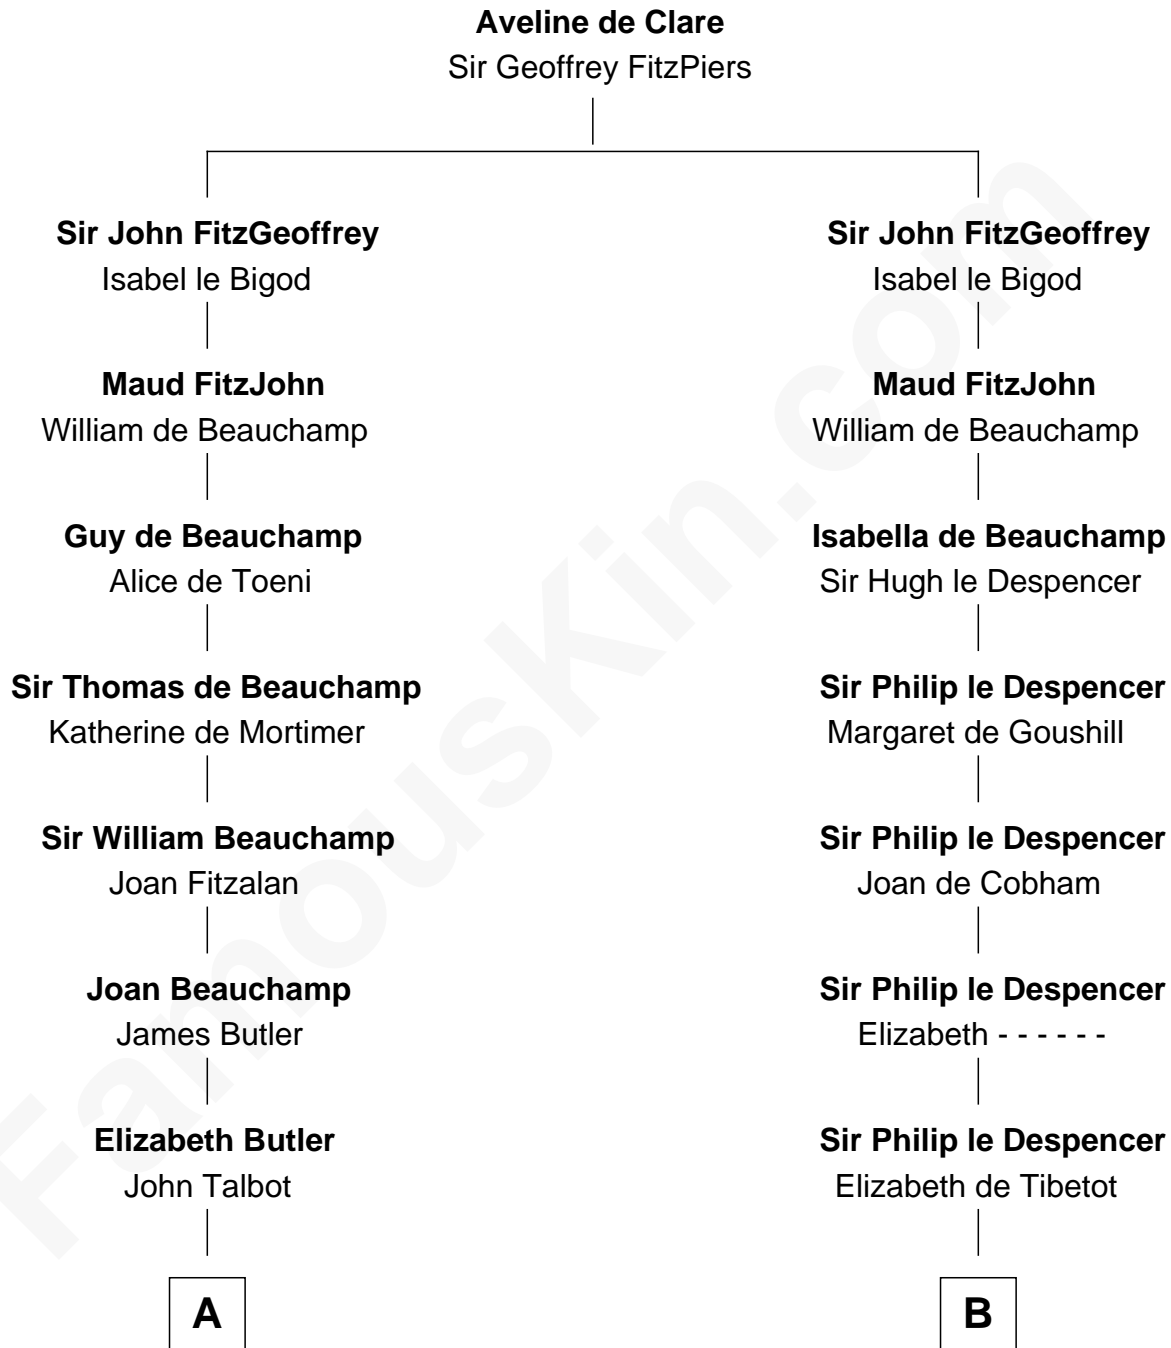 Aveline de Clare
Sir Geoffrey FitzPiers
Sir John FitzGeoffrey
Isabel le Bigod
Sir John FitzGeoffrey
Isabel le Bigod
Maud FitzJohn
William de Beauchamp
Maud FitzJohn
William de Beauchamp
Guy de Beauchamp
Alice de Toeni
Isabella de Beauchamp
Sir Hugh le Despencer
Sir Thomas de Beauchamp
Katherine de Mortimer
Sir Philip le Despencer
Margaret de Goushill
Sir William Beauchamp
Joan Fitzalan
Sir Philip le Despencer
Joan de Cobham
Joan Beauchamp
James Butler
Sir Philip le Despencer
Elizabeth - - - - - -
Elizabeth Butler
John Talbot
Sir Philip le Despencer
Elizabeth de Tibetot
A
B
FamousKin.com